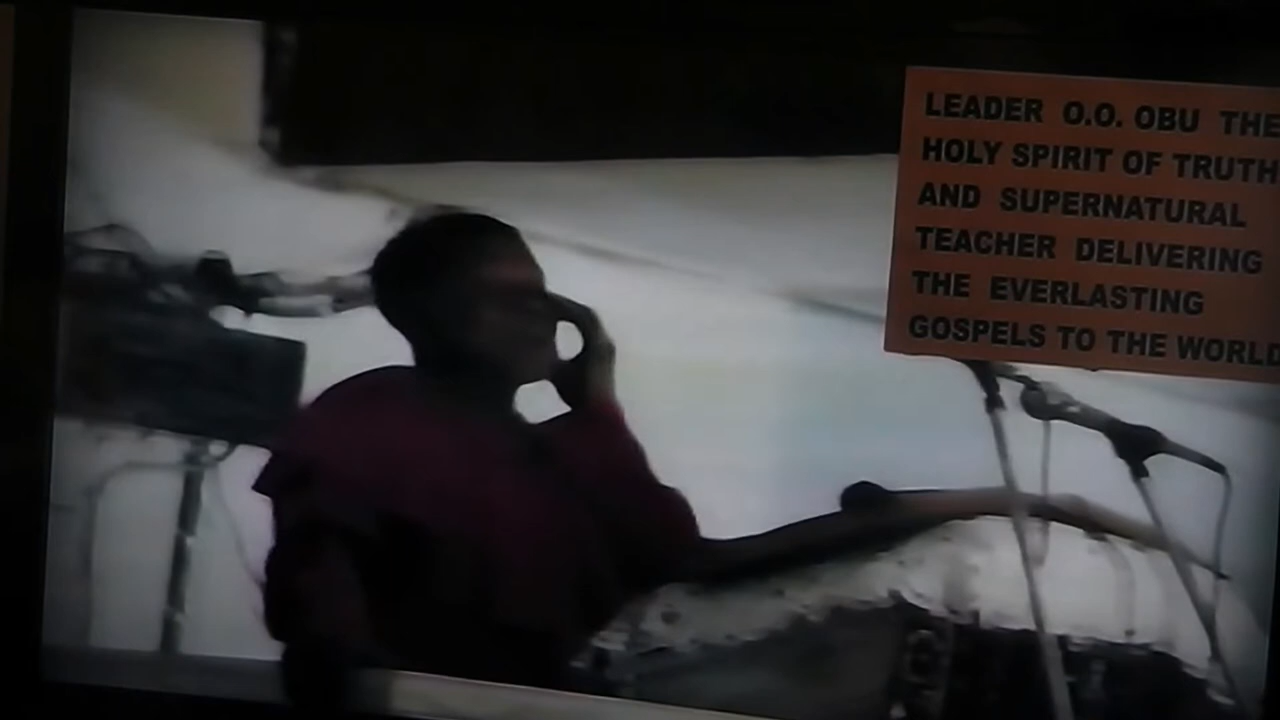 LEADER O.O. OBU THE
HOLY SPIRIT OF TRUTH
AND SUPERNATURAL
TEACHER DELIVERING
THE EVERLASTING
GOSPELS TO THE WORLD